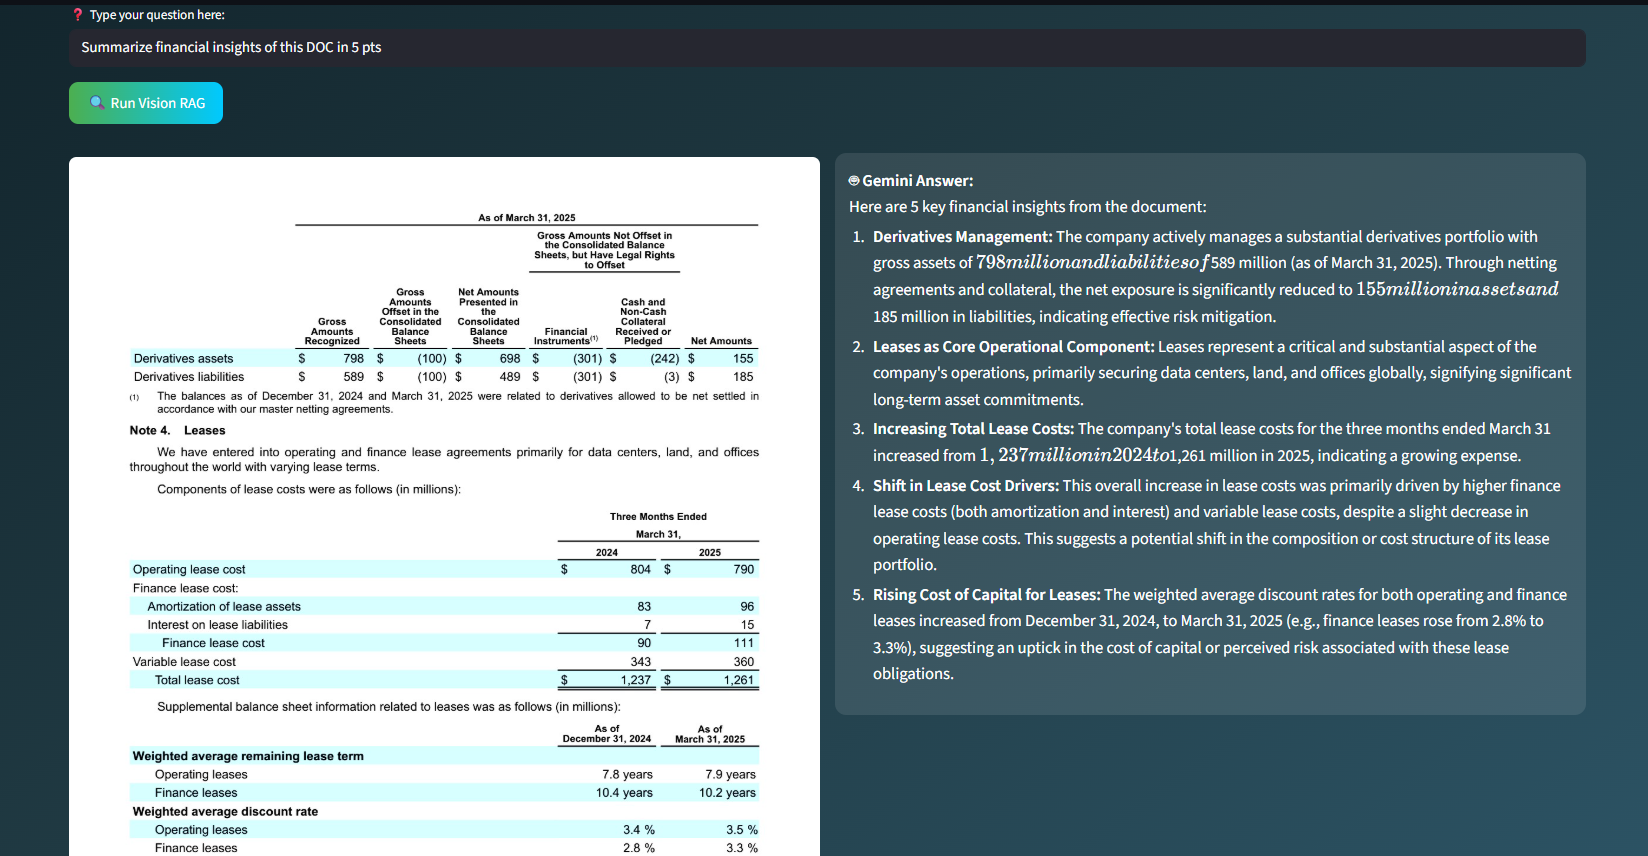 ❓ Type your question here:
Summarize financial insights of this DOC in 5 pts
🔍 Run Vision RAG
As of March 31, 2025
Gross Amounts Not Offset in
the Consolidated Balance
Sheets, but Have Legal Rights
to Offset
Gross Amounts Recognized
Gross Amounts Offset in the Consolidated Balance Sheets
Net Amounts Presented in the Consolidated Balance Sheets
Financial Instruments(1)
Cash and Non-Cash Collateral Received or Pledged
Net Amounts
Derivatives assets $ 798 $ (100) $ 698 $ (301) $ (242) $ 155
Derivatives liabilities $ 589 $ (100) $ 489 $ (301) $ (3) $ 185
(1) The balances as of December 31, 2024 and March 31, 2025 were related to derivatives allowed to be net settled in
accordance with our master netting agreements.
Note 4. Leases
We have entered into operating and finance lease agreements primarily for data centers, land, and offices
throughout the world with varying lease terms.
Components of lease costs were as follows (in millions):
Three Months Ended
March 31,
2024 2025
Operating lease cost $ 804 $ 790
Finance lease cost:
Amortization of lease assets 83 96
Interest on lease liabilities 7 15
Finance lease cost 90 111
Variable lease cost 343 360
Total lease cost $ 1,237 $ 1,261
Supplemental balance sheet information related to leases was as follows (in millions):
As of December 31, 2024
As of March 31, 2025
Weighted average remaining lease term
Operating leases 7.8 years 7.9 years
Finance leases 10.4 years 10.2 years
Weighted average discount rate
Operating leases 3.4 % 3.5 %
Finance leases 2.8 % 3.3 %
Gemini Answer:
Here are 5 key financial insights from the document:
1. Derivatives Management: The company actively manages a substantial derivatives portfolio with
gross assets of 798millionandliabilitiesof589 million (as of March 31, 2025). Through netting
agreements and collateral, the net exposure is significantly reduced to 155millioninassetsand
185 million in liabilities, indicating effective risk mitigation.
2. Leases as Core Operational Component: Leases represent a critical and substantial aspect of the
company's operations, primarily securing data centers, land, and offices globally, signifying significant
long-term asset commitments.
3. Increasing Total Lease Costs: The company's total lease costs for the three months ended March 31
increased from 1, 237millionin2024to1,261 million in 2025, indicating a growing expense.
4. Shift in Lease Cost Drivers: This overall increase in lease costs was primarily driven by higher finance
lease costs (both amortization and interest) and variable lease costs, despite a slight decrease in
operating lease costs. This suggests a potential shift in the composition or cost structure of its lease
portfolio.
5. Rising Cost of Capital for Leases: The weighted average discount rates for both operating and finance
leases increased from December 31, 2024, to March 31, 2025 (e.g., finance leases rose from 2.8% to
3.3%), suggesting an uptick in the cost of capital or perceived risk associated with these lease
obligations.